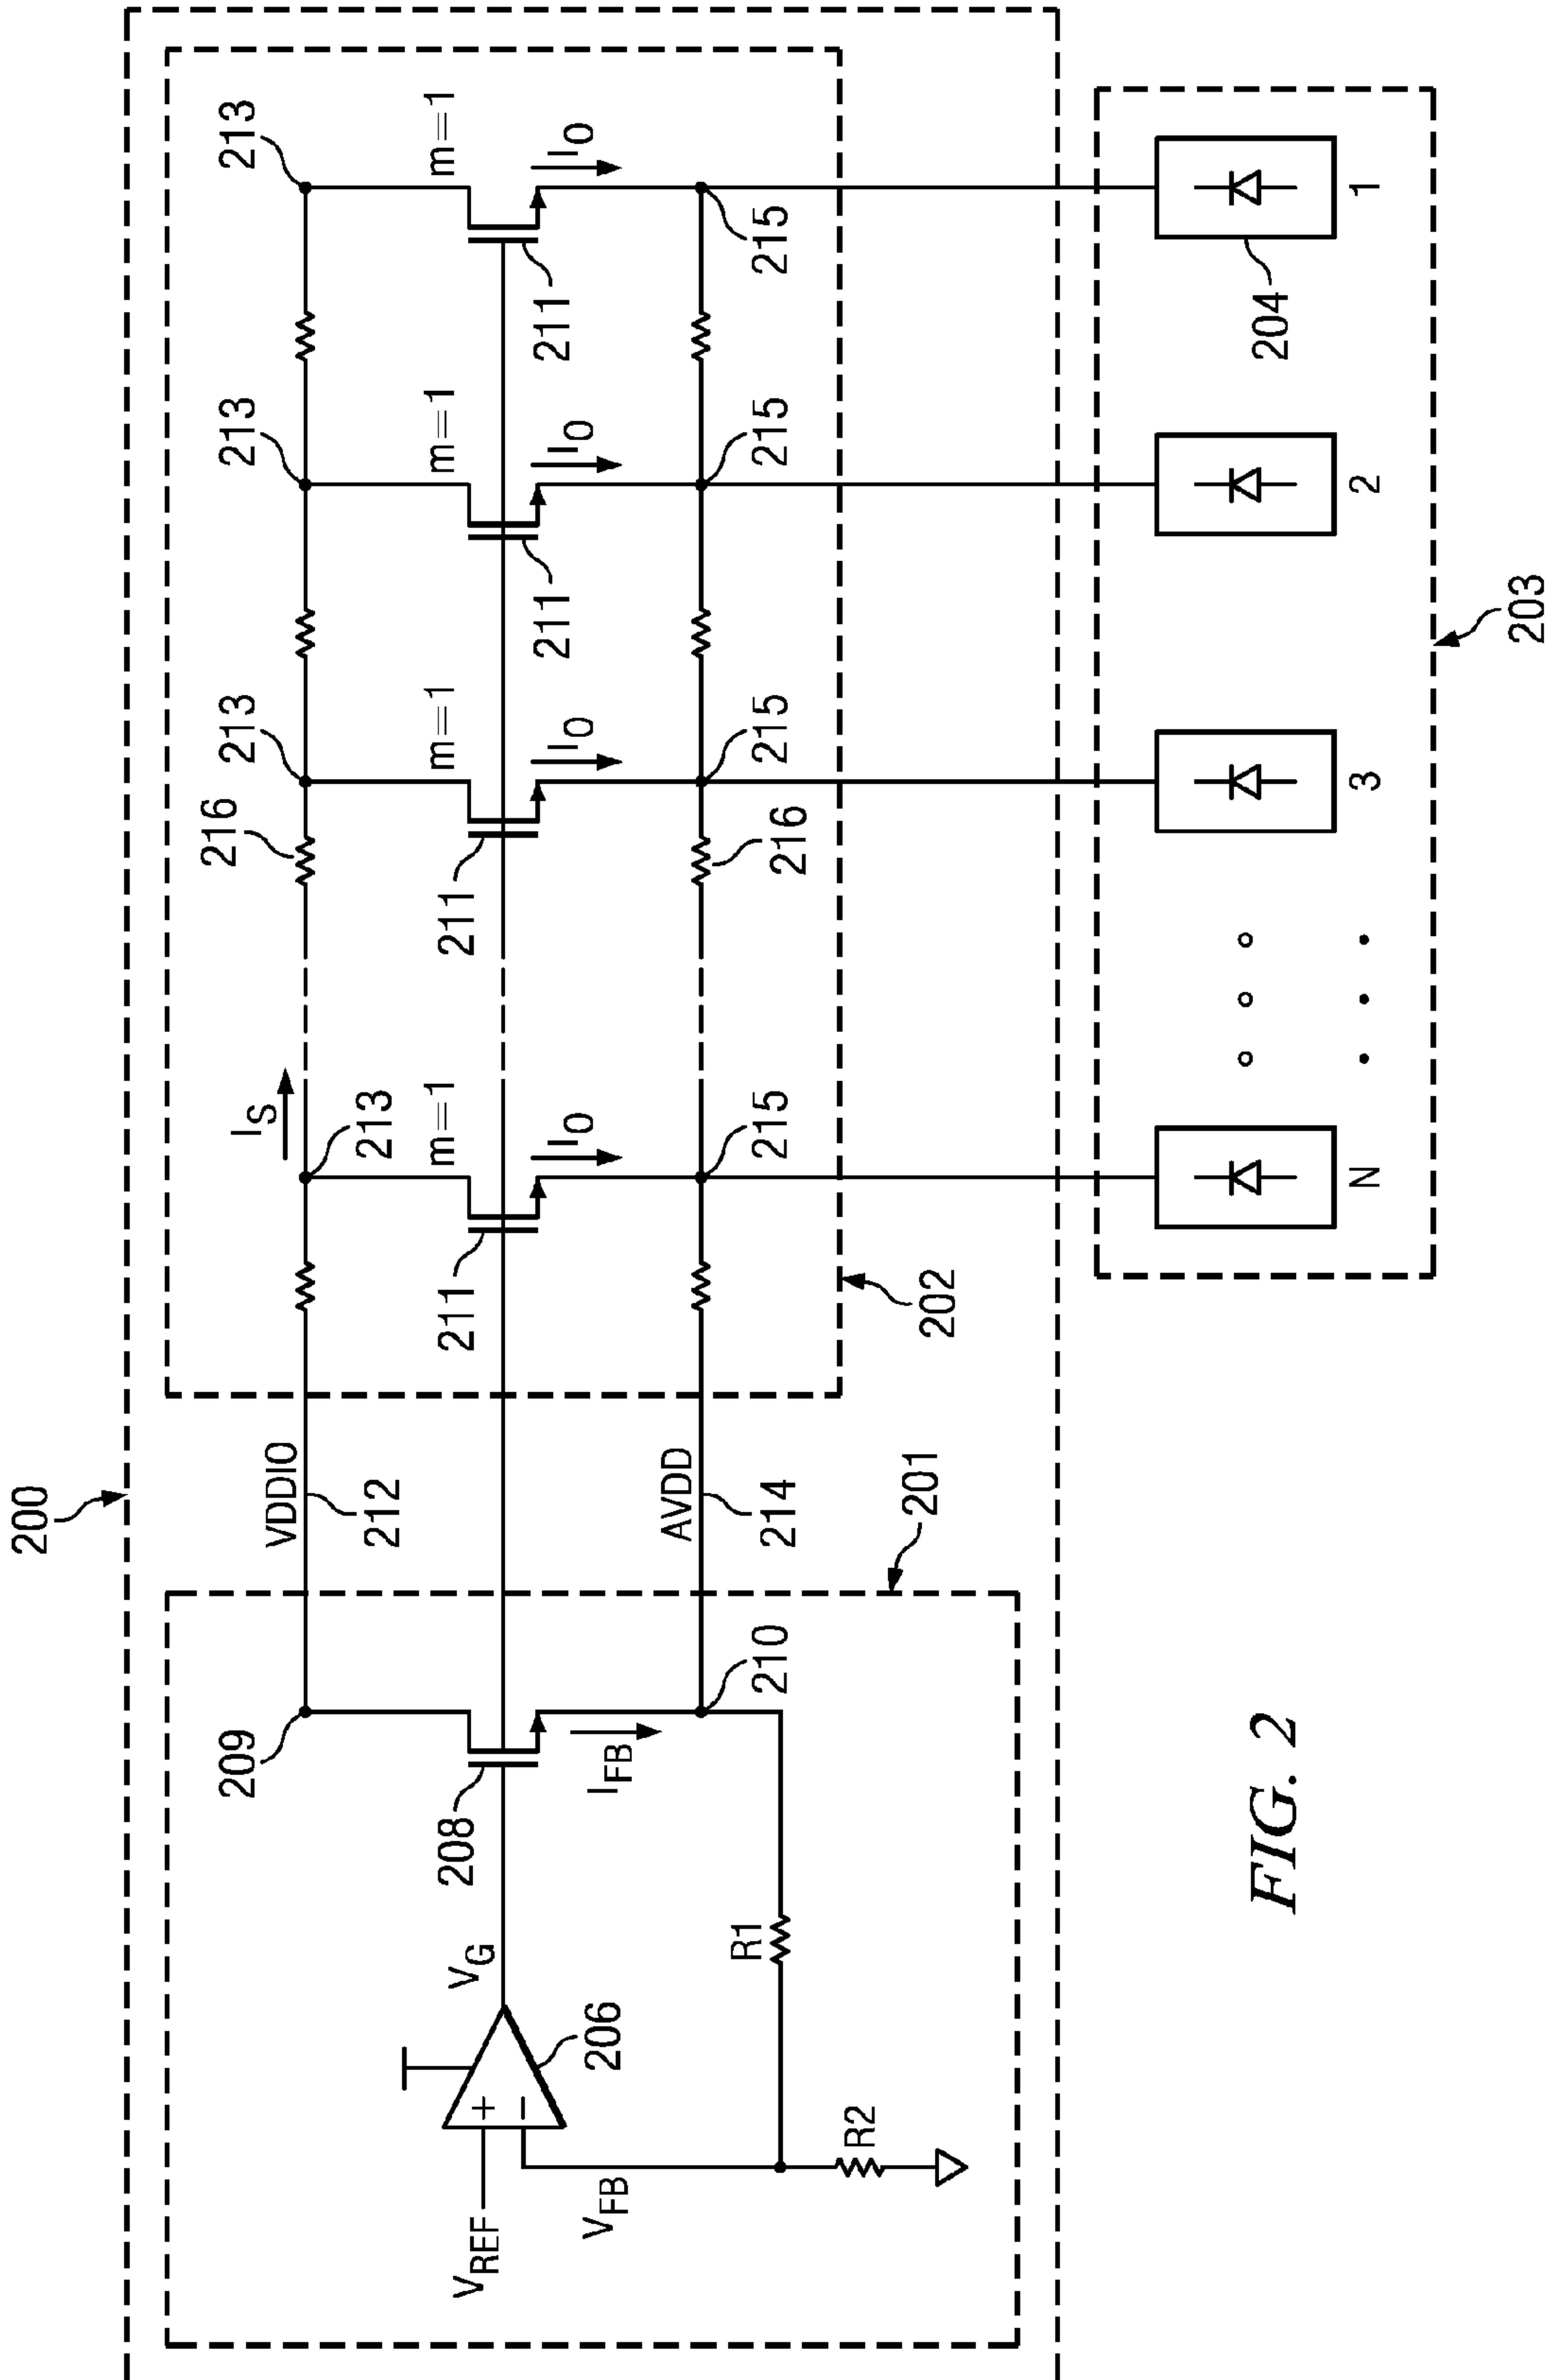 200
209
I_S
216
213
213
213
VDDIO
212
213
m=1
m=1
m=1
m=1
V_G
208
211
211
211
211
V_REF
+
−
206
V_FB
I_FB
I_O
I_O
I_O
I_O
AVDD
R1
210
214
215
216
215
215
215
R2
201
202
204
N . . . 3 2 1
203
FIG. 2